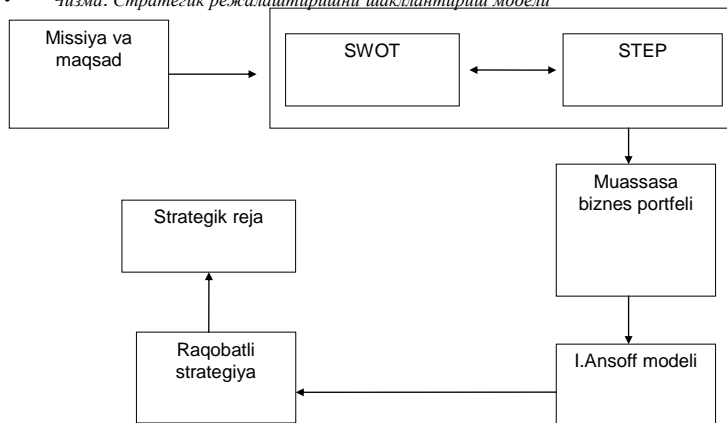 • Чизма. Стратегик режалаштиришни шакллантириш модели
Missiya va
maqsad
SWOT
STEP
Muassasa
biznes portfeli
Strategik reja
Raqobatli
strategiya
I.Ansoff modeli